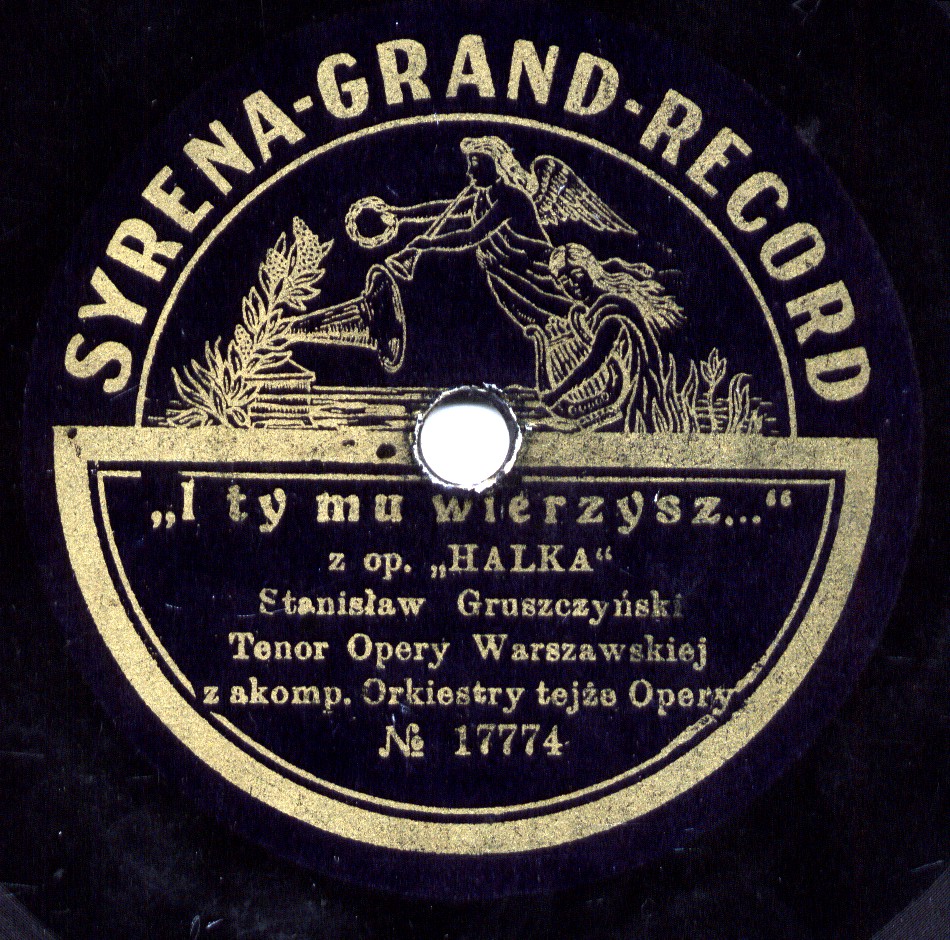 SYRENA-GRAND-RECORD
„I ty mu wierzysz...“
z op. „HALKA“
Stanisław Gruszczyński
Tenor Opery Warszawskiej
z akomp. Orkiestry tejże Opery
№ 17774